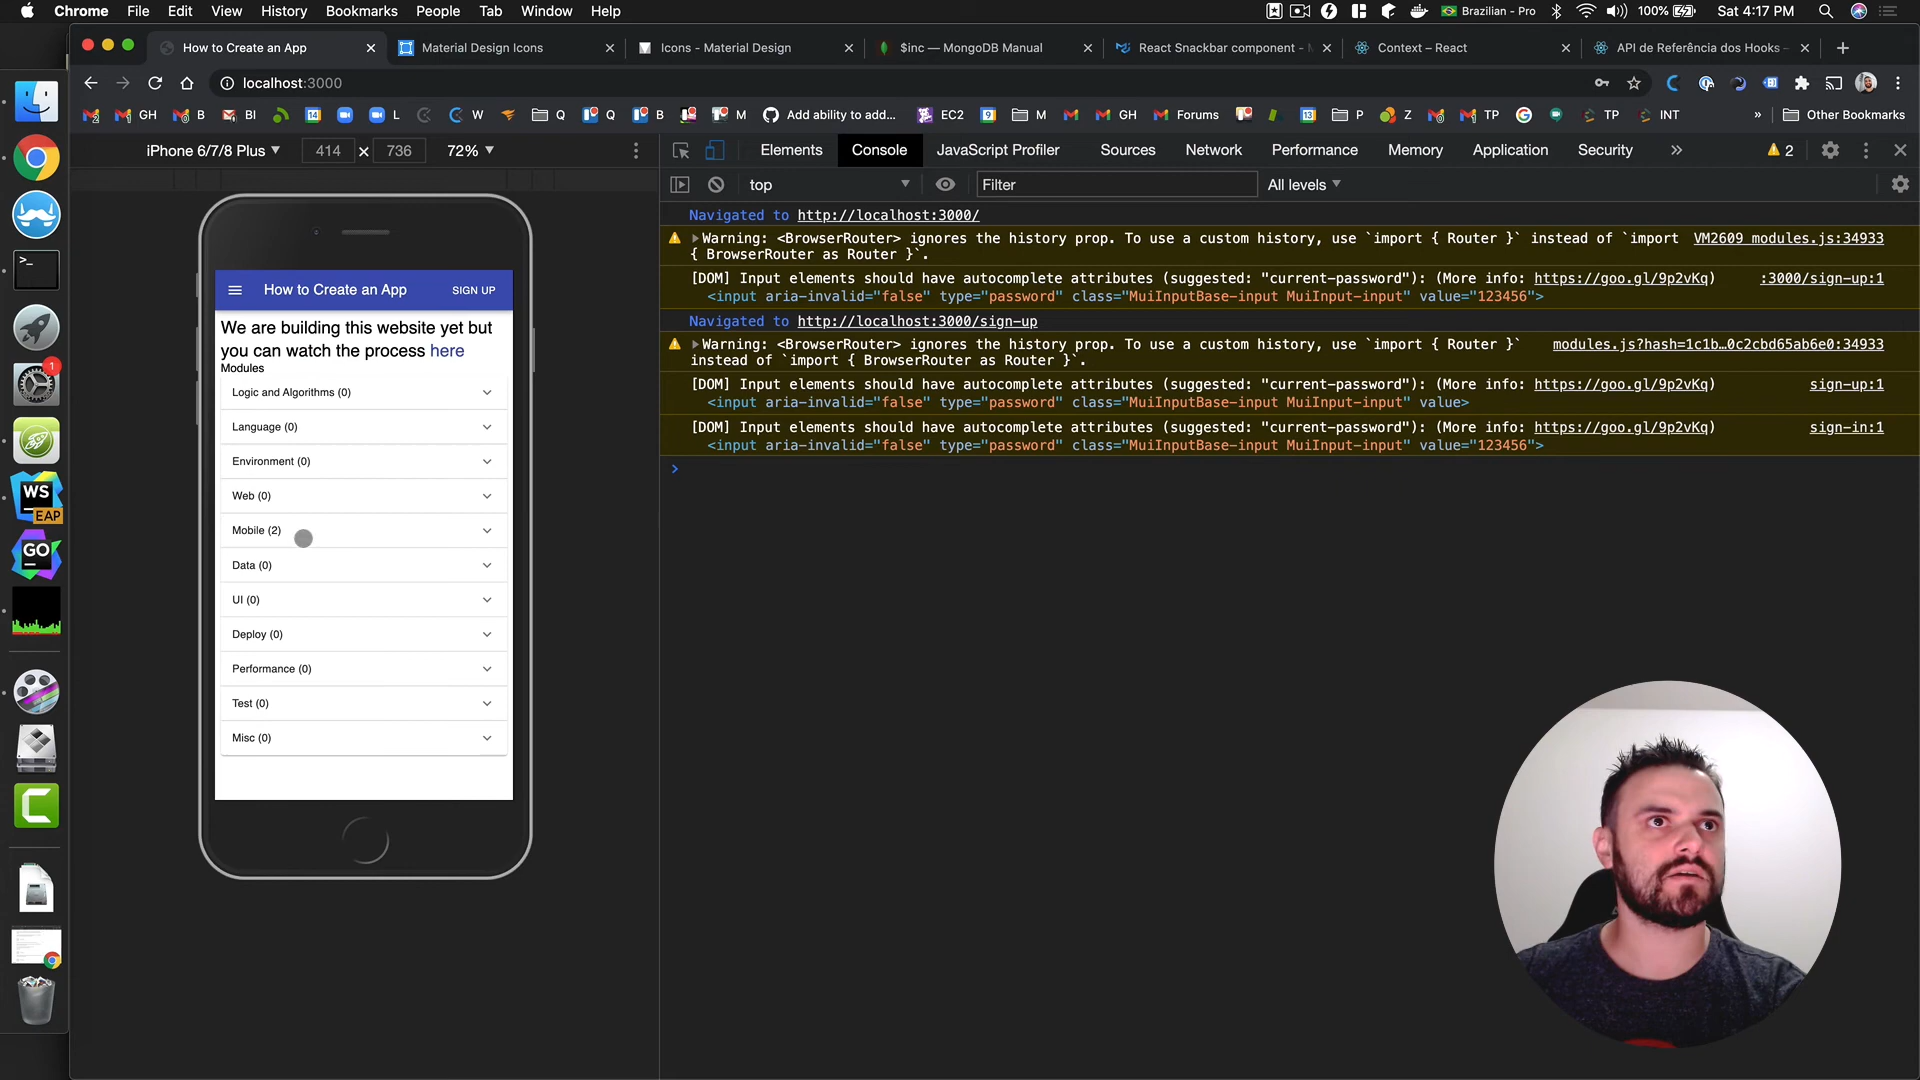 Chrome File Edit View History Bookmarks People Tab Window Help Brazilian - Pro 100% Sat 4:17 PM
How to Create an App Material Design Icons Icons - Material Design $inc — MongoDB Manual React Snackbar component - Context – React API de Referência dos Hooks –
localhost:3000
GH B BI 14 L W Q Q B M Add ability to add... EC2 9 M GH Forums 13 P Z TP TP INT » Other Bookmarks
iPhone 6/7/8 Plus 414 × 736 72% Elements Console JavaScript Profiler Sources Network Performance Memory Application Security » 2
top Filter All levels
Navigated to http://localhost:3000/
Warning: <BrowserRouter> ignores the history prop. To use a custom history, use `import { Router }` instead of `import VM2609 modules.js:34933
{ BrowserRouter as Router }`.
[DOM] Input elements should have autocomplete attributes (suggested: "current-password"): (More info: https://goo.gl/9p2vKq) :3000/sign-up:1
<input aria-invalid="false" type="password" class="MuiInputBase-input MuiInput-input" value="123456">
Navigated to http://localhost:3000/sign-up
Warning: <BrowserRouter> ignores the history prop. To use a custom history, use `import { Router }` modules.js?hash=1c1b…0c2cbd65ab6e0:34933
instead of `import { BrowserRouter as Router }`.
[DOM] Input elements should have autocomplete attributes (suggested: "current-password"): (More info: https://goo.gl/9p2vKq) sign-up:1
<input aria-invalid="false" type="password" class="MuiInputBase-input MuiInput-input" value>
[DOM] Input elements should have autocomplete attributes (suggested: "current-password"): (More info: https://goo.gl/9p2vKq) sign-in:1
<input aria-invalid="false" type="password" class="MuiInputBase-input MuiInput-input" value="123456">
How to Create an App SIGN UP
We are building this website yet but
you can watch the process here
Modules
Logic and Algorithms (0)
Language (0)
Environment (0)
Web (0)
Mobile (2)
Data (0)
UI (0)
Deploy (0)
Performance (0)
Test (0)
Misc (0)
1
WS
EAP
GO